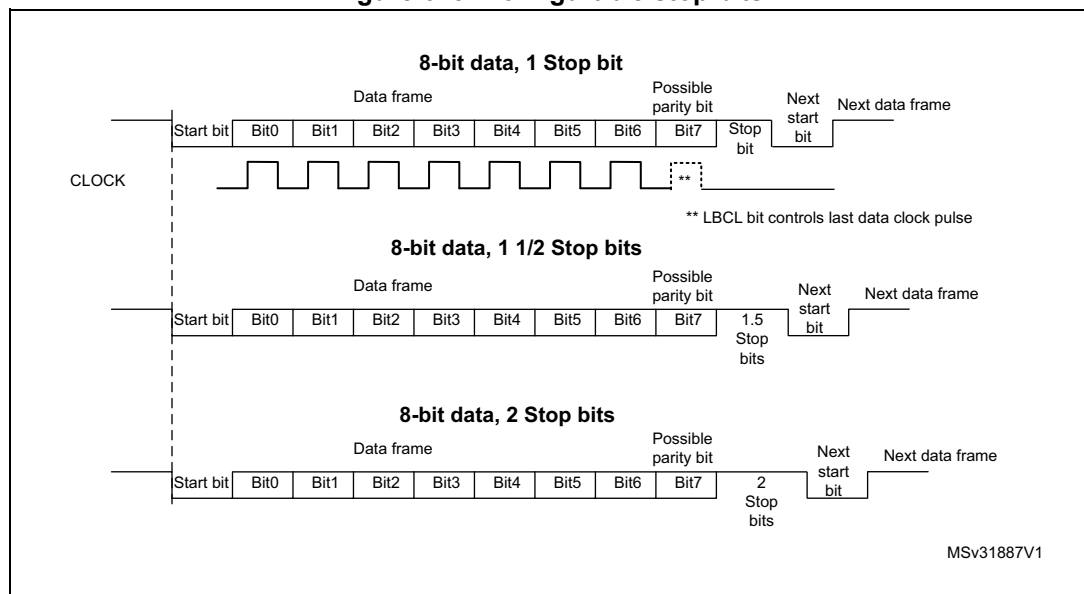 8-bit data, 1 Stop bit
Data frame
Possible parity bit
Next start bit
Next data frame
Start bit Bit0 Bit1 Bit2 Bit3 Bit4 Bit5 Bit6 Bit7 Stop bit
CLOCK
**
** LBCL bit controls last data clock pulse
8-bit data, 1 1/2 Stop bits
Data frame
Possible parity bit
Next start bit
Next data frame
Start bit Bit0 Bit1 Bit2 Bit3 Bit4 Bit5 Bit6 Bit7 1.5 Stop bits
8-bit data, 2 Stop bits
Data frame
Possible parity bit
Next start bit
Next data frame
Start bit Bit0 Bit1 Bit2 Bit3 Bit4 Bit5 Bit6 Bit7 2 Stop bits
MSv31887V1